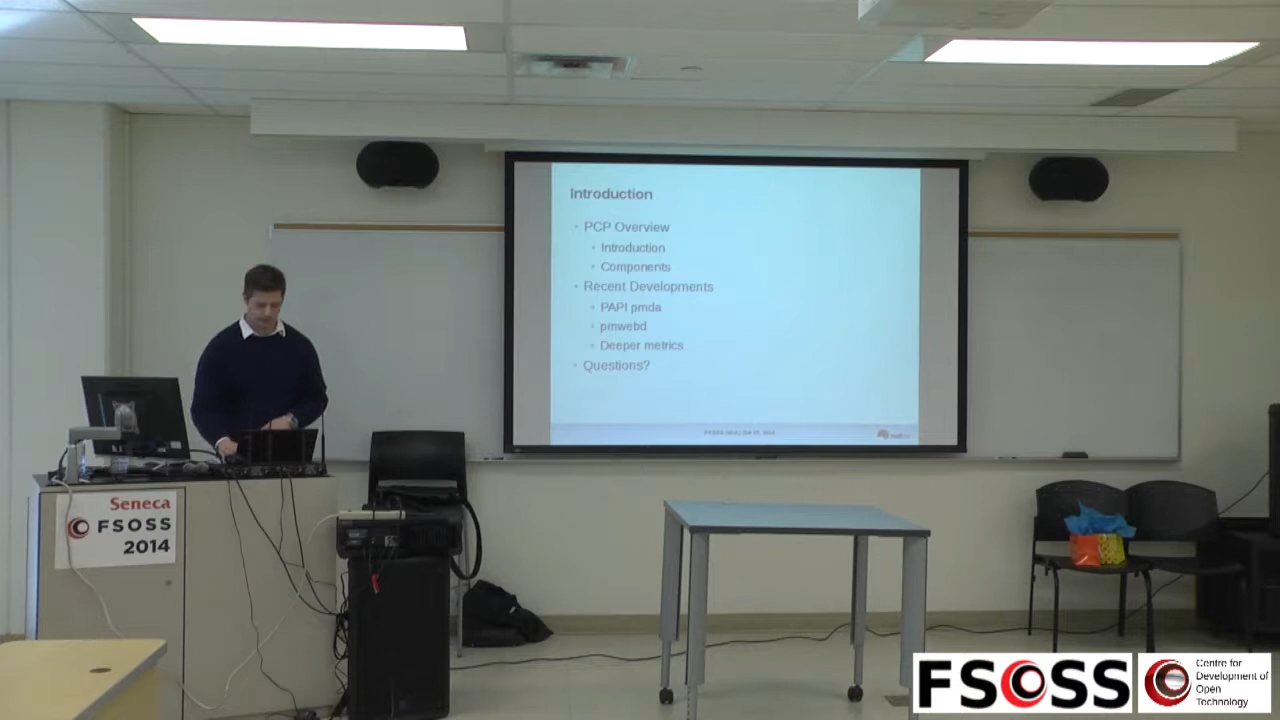 Introduction
PCP Overview
Introduction
Components
Recent Developments
PAPI pmda
pmwebd
Deeper metrics
Questions?
Seneca
FSOSS
2014
FSOSS
Centre for
Development of
Open
Technology